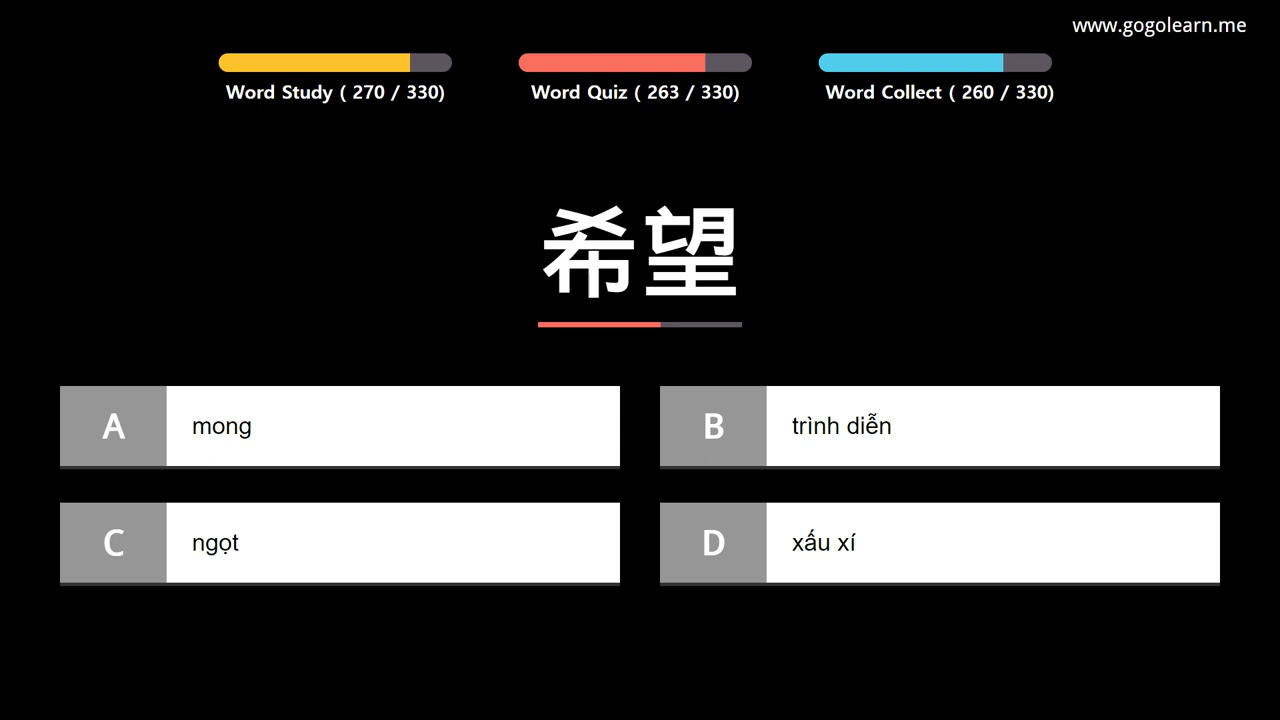 www.gogolearn.me
Word Study ( 270 / 330)
Word Quiz ( 263 / 330)
Word Collect ( 260 / 330)
希望
A mong
B trình diễn
C ngọt
D xấu xí